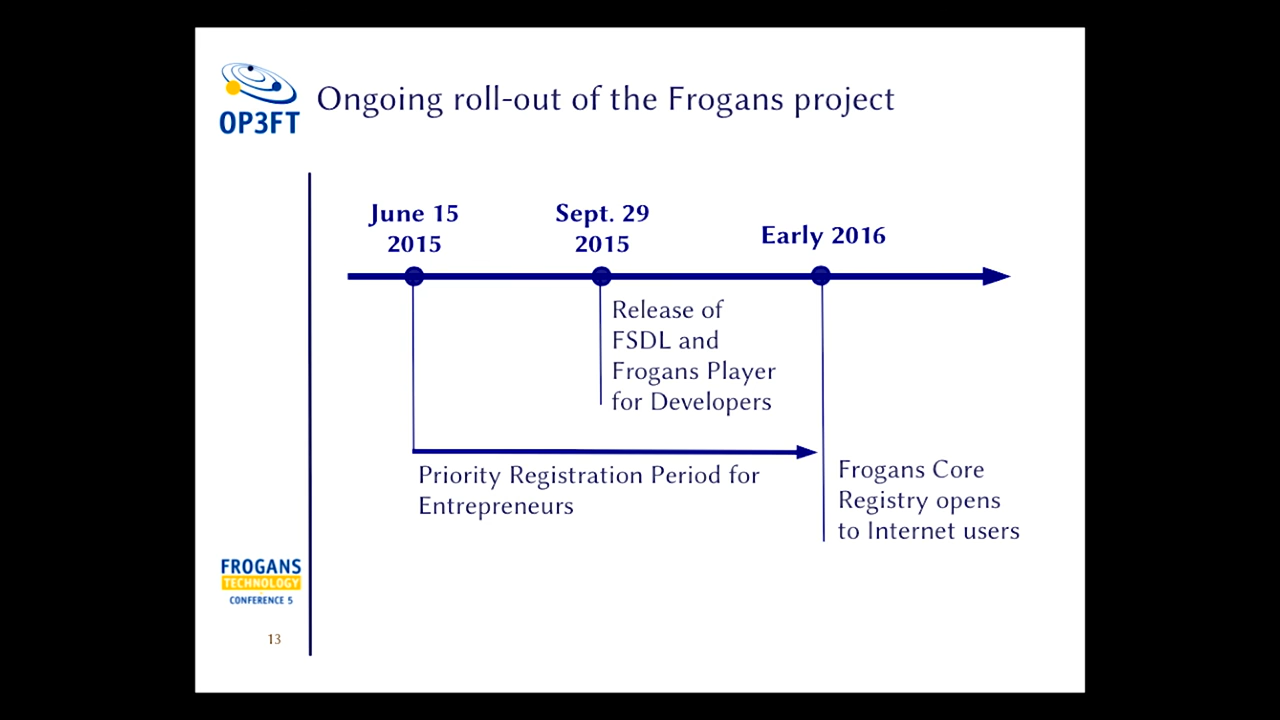 OP3FT
Ongoing roll-out of the Frogans project
June 15
2015
Sept. 29
2015
Early 2016
Release of
FSDL and
Frogans Player
for Developers
Priority Registration Period for
Entrepreneurs
Frogans Core
Registry opens
to Internet users
FROGANS
TECHNOLOGY
CONFERENCE 5
13